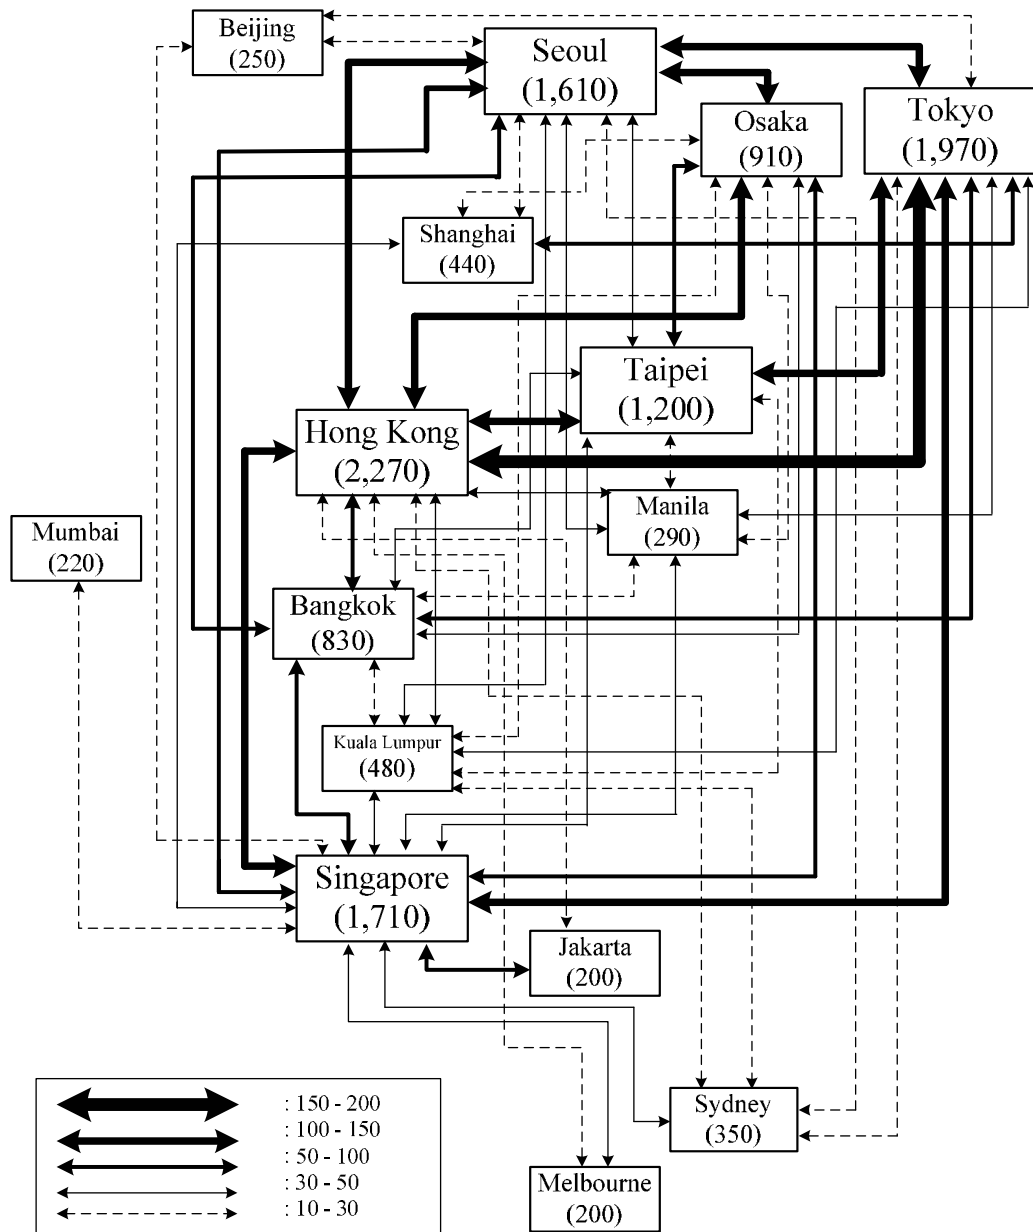 Beijing
(250)
Seoul
(1,610)
Osaka
(910)
Tokyo
(1,970)
Shanghai
(440)
Taipei
(1,200)
Hong Kong
(2,270)
Manila
(290)
Mumbai
(220)
Bangkok
(830)
Kuala Lumpur
(480)
Singapore
(1,710)
Jakarta
(200)
Sydney
(350)
Melbourne
(200)
: 150 - 200
: 100 - 150
: 50 - 100
: 30 - 50
: 10 - 30